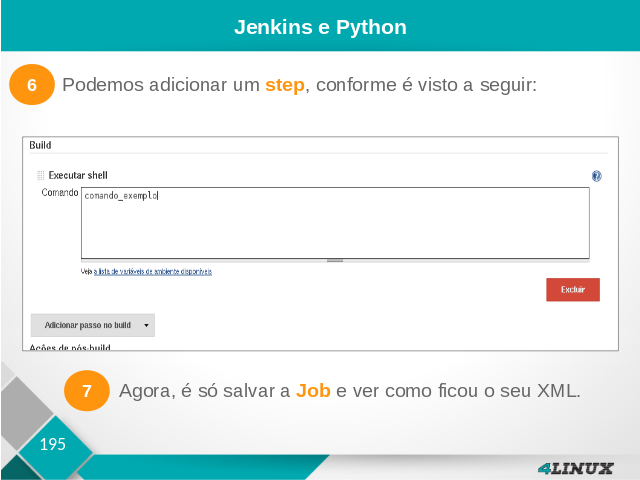 Jenkins e Python
6 Podemos adicionar um step, conforme é visto a seguir:
Build
Executar shell
Comando
comando_exemplo
Veja a lista de variáveis de ambiente disponíveis
Excluir
Adicionar passo no build
Ações de pós-build
7 Agora, é só salvar a Job e ver como ficou o seu XML.
195
4LINUX